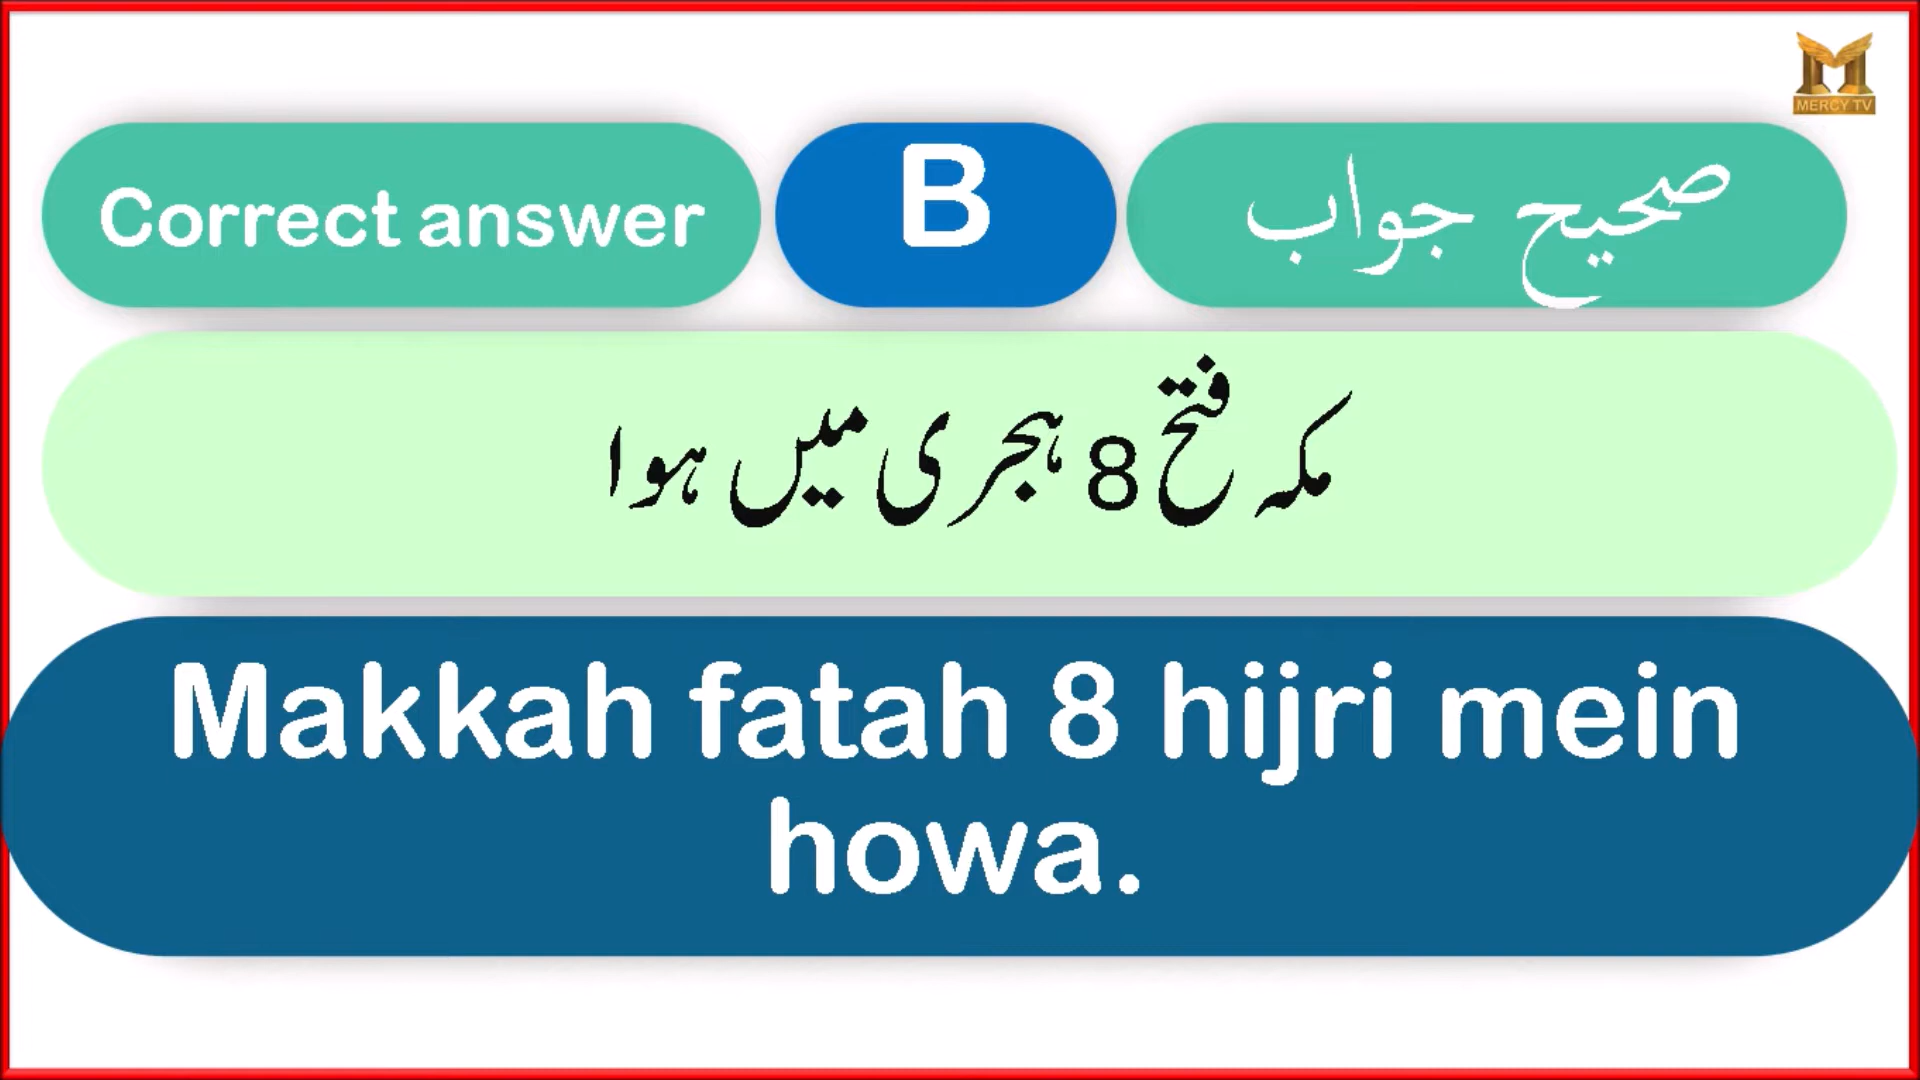 MERCY TV
Correct answer
B
صحیح جواب
مکہ فتح 8 ہجری میں ہوا
Makkah fatah 8 hijri mein
howa.